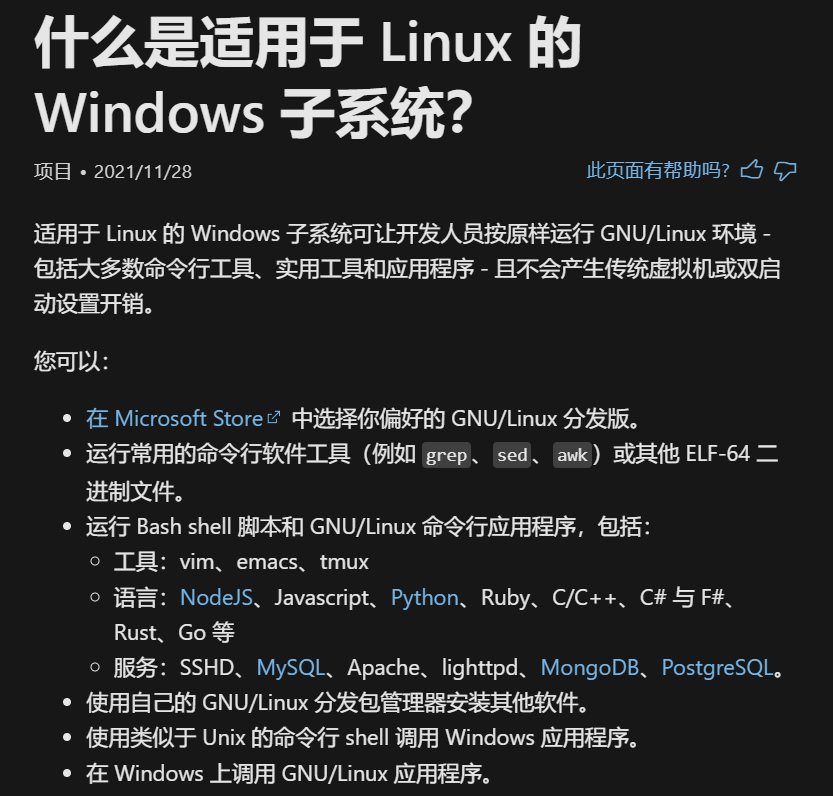 什么是适用于 Linux 的
Windows 子系统？
项目 • 2021/11/28
此页面有帮助吗?
适用于 Linux 的 Windows 子系统可让开发人员按原样运行 GNU/Linux 环境 -
包括大多数命令行工具、实用工具和应用程序 - 且不会产生传统虚拟机或双启
动设置开销。
您可以：
• 在 Microsoft Store 中选择你偏好的 GNU/Linux 分发版。
• 运行常用的命令行软件工具（例如 grep、sed、awk）或其他 ELF-64 二
进制文件。
• 运行 Bash shell 脚本和 GNU/Linux 命令行应用程序，包括：
○ 工具：vim、emacs、tmux
○ 语言：NodeJS、Javascript、Python、Ruby、C/C++、C# 与 F#、
Rust、Go 等
○ 服务：SSHD、MySQL、Apache、lighttpd、MongoDB、PostgreSQL。
• 使用自己的 GNU/Linux 分发包管理器安装其他软件。
• 使用类似于 Unix 的命令行 shell 调用 Windows 应用程序。
• 在 Windows 上调用 GNU/Linux 应用程序。